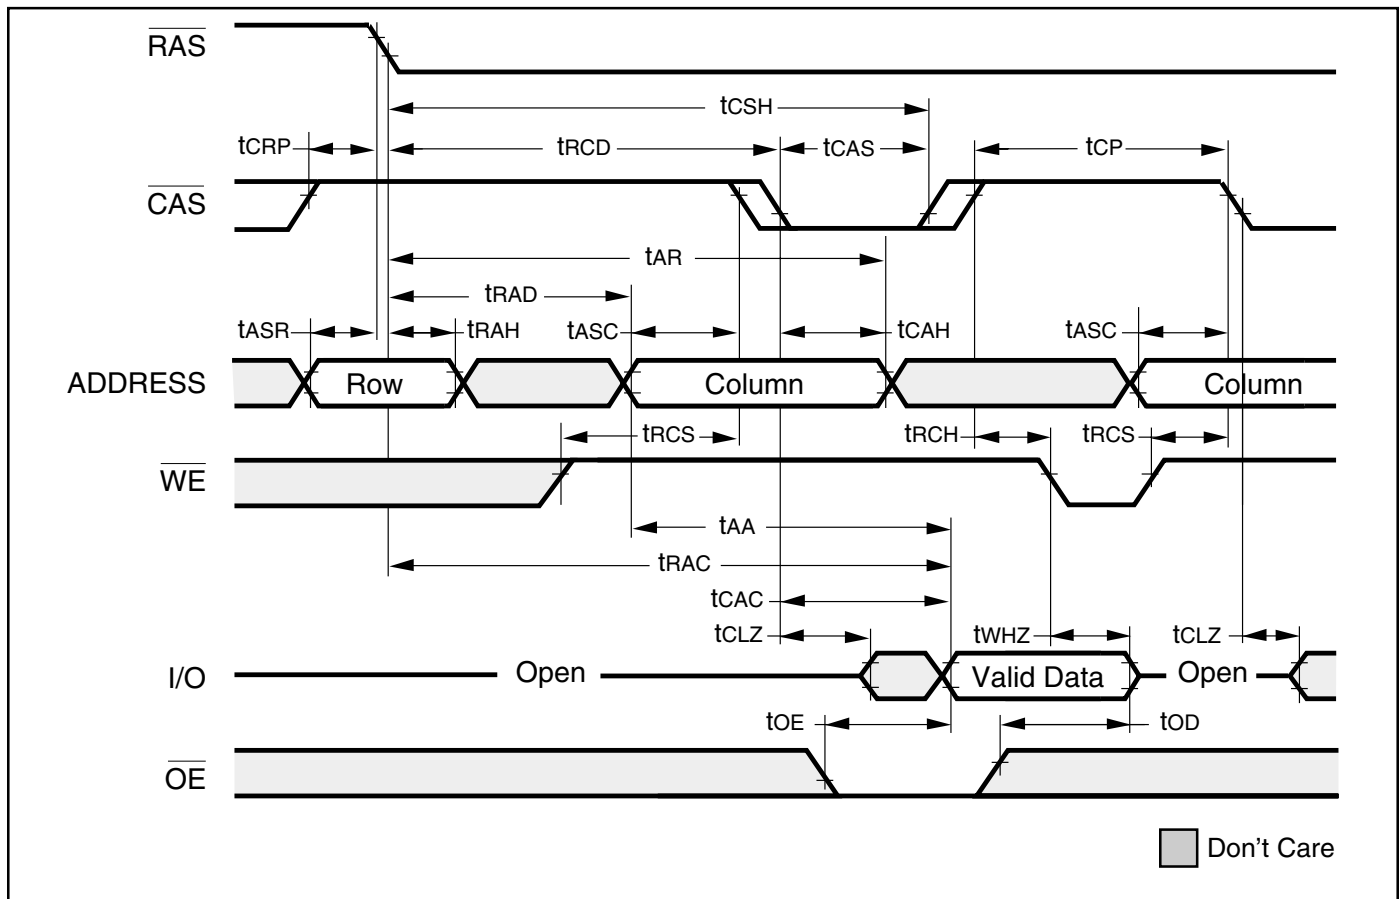 RAS
tCSH
tCRP tRCD tCAS tCP
CAS
tAR
tRAD
tASR tRAH tASC tCAH tASC
ADDRESS Row Column Column
tRCS tRCH tRCS
WE
tAA
tRAC
tCAC
tCLZ tWHZ tCLZ
I/O Open Valid Data Open
tOE tOD
OE
Don't Care